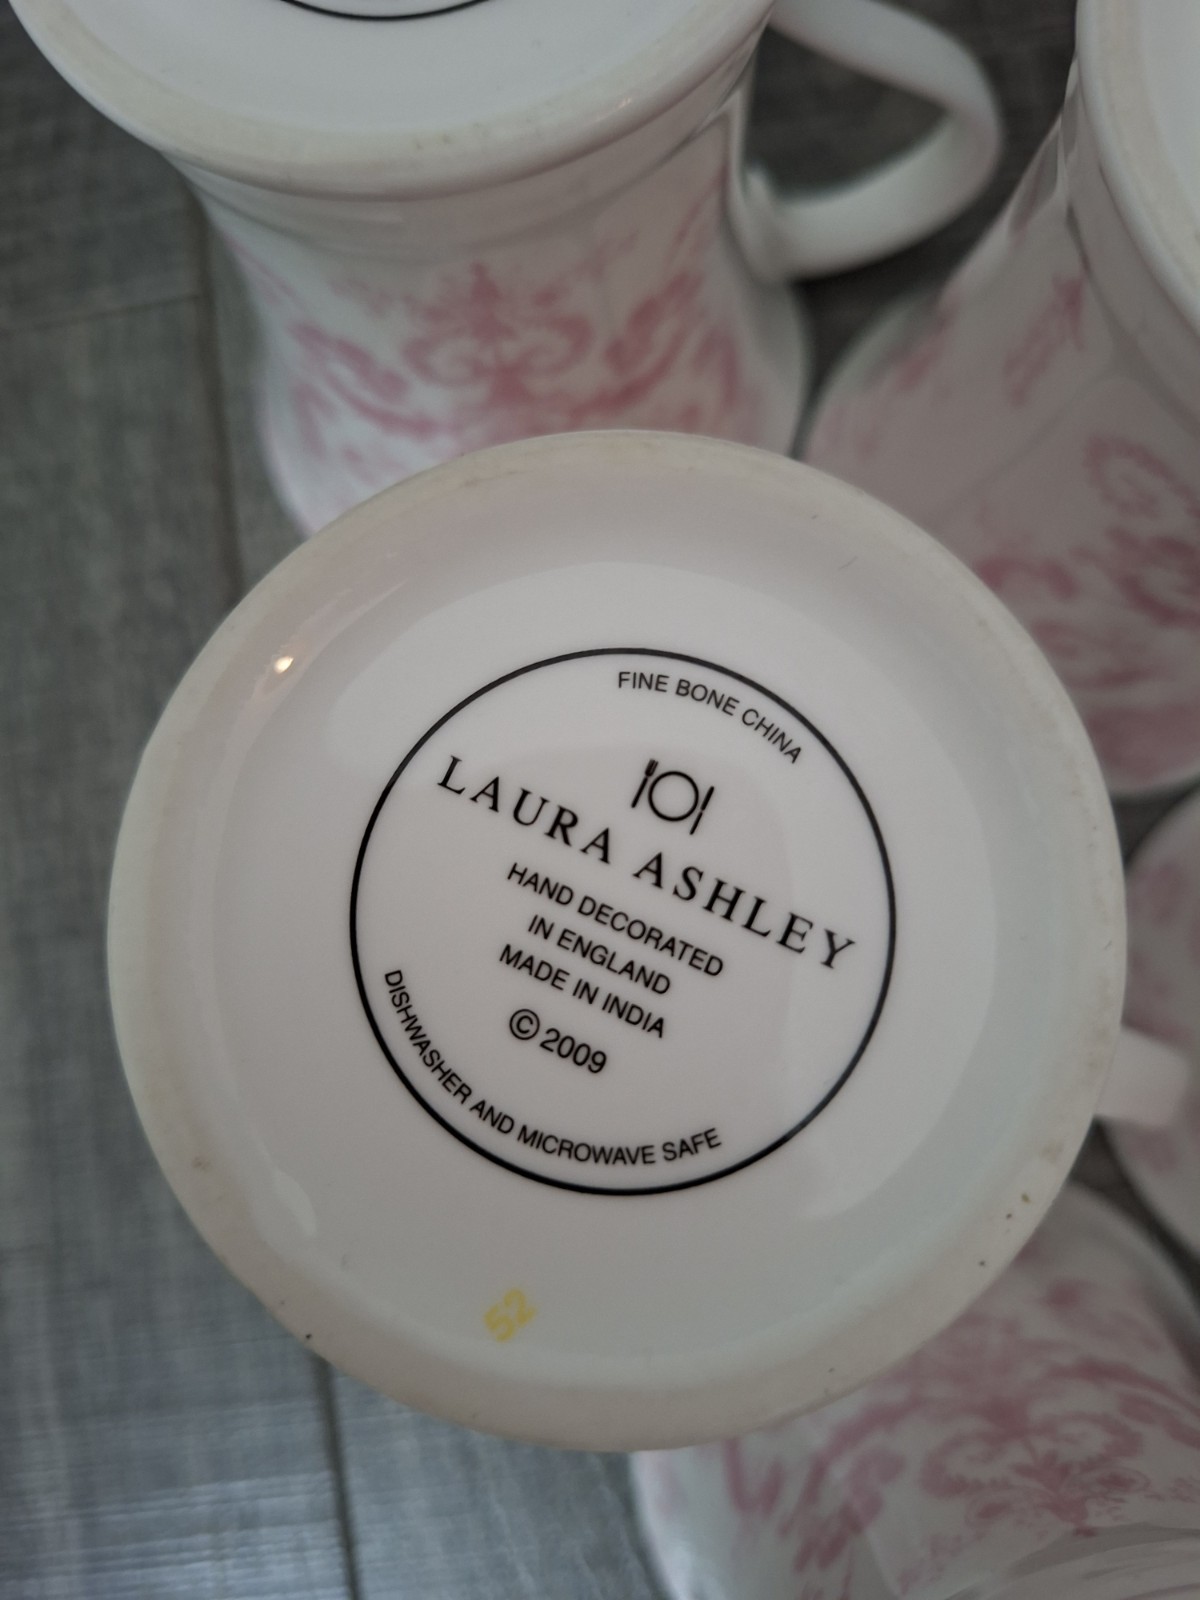 FINE BONE CHINA
LAURA ASHLEY
HAND DECORATED
IN ENGLAND
MADE IN INDIA
© 2009
DISHWASHER AND MICROWAVE SAFE
52